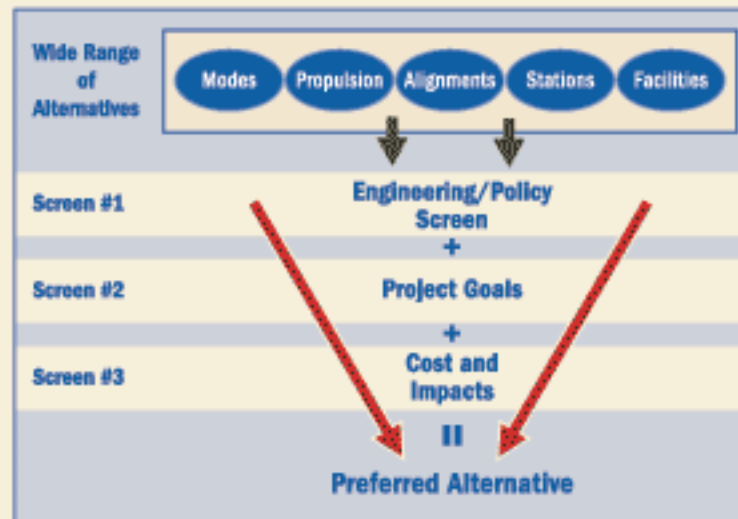 Wide Range
of
Alternatives
Modes Propulsion Alignments Stations Facilities
Screen #1
Engineering/Policy
Screen
+
Screen #2
Project Goals
+
Screen #3
Cost and
Impacts
=
Preferred Alternative